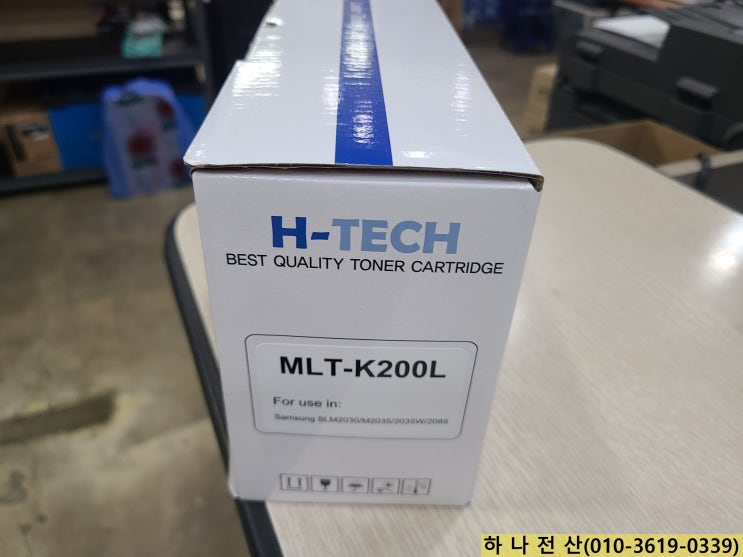 H-TECH
BEST QUALITY TONER CARTRIDGE
MLT-K200L
For use in:
Samsung SLM2030/M2035/2035W/2085
하 나 전 산(010-3619-0339)